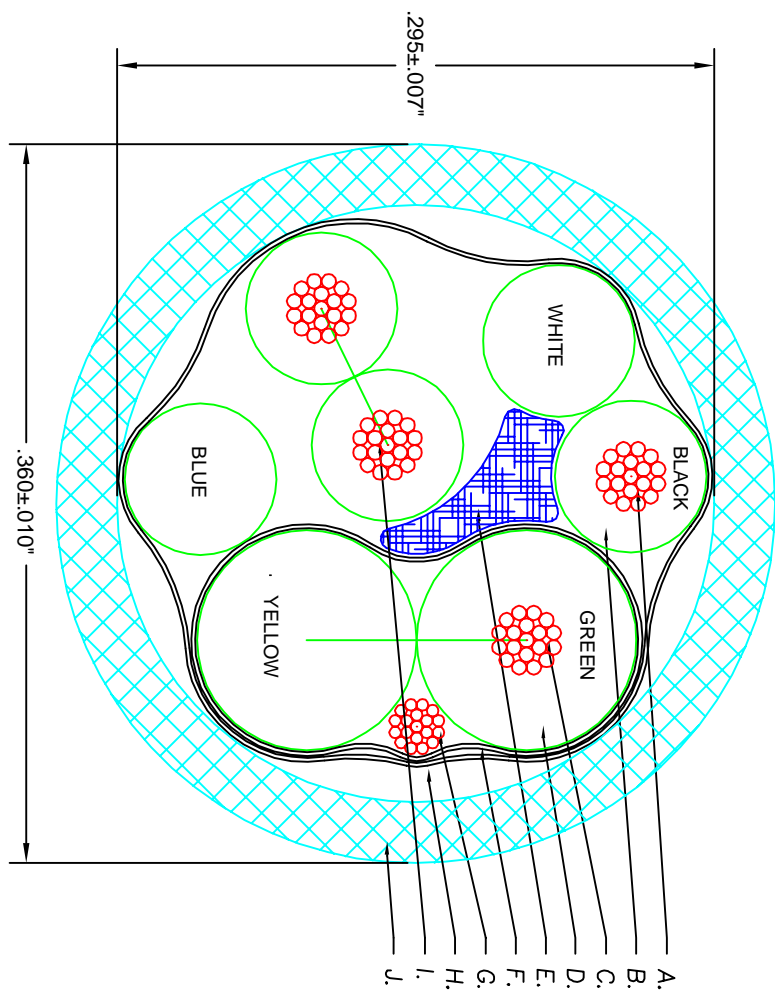 .295±.007"
.360±.010"
WHITE
BLACK
BLUE
YELLOW
GREEN
A.
B.
C.
D.
E.
F.
G.
H.
I.
J.